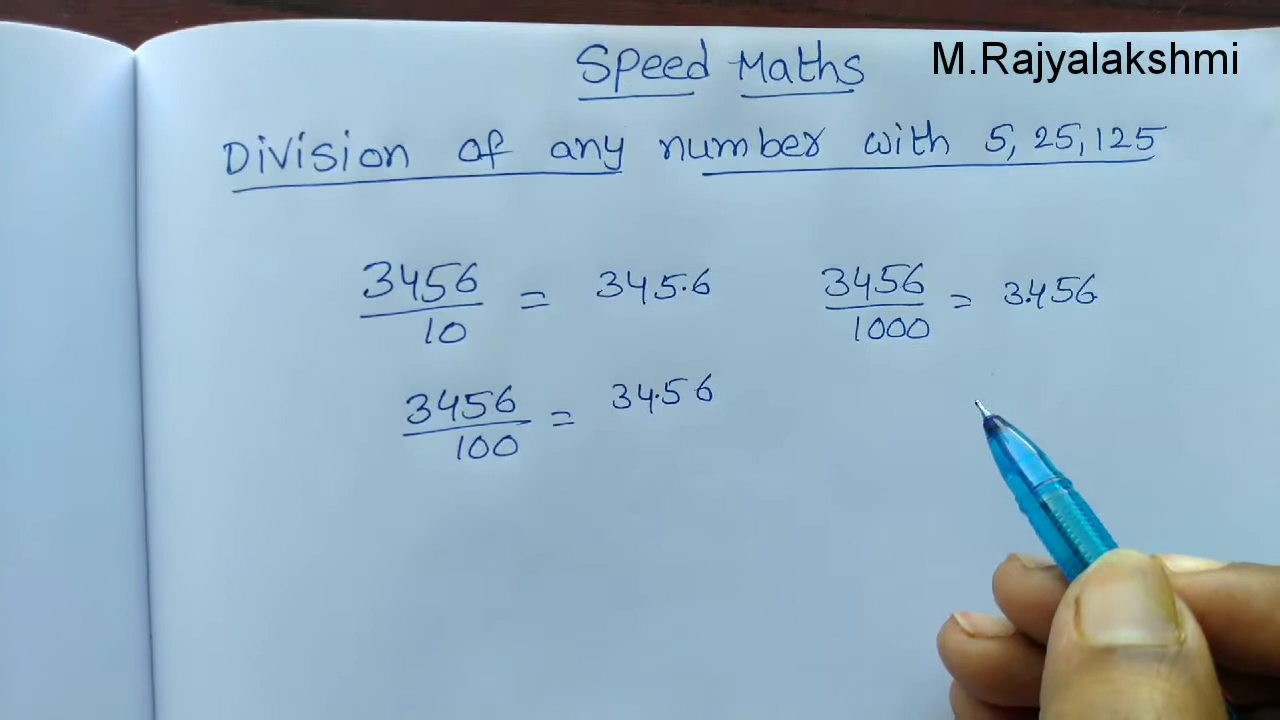 Speed Maths
M.Rajyalakshmi
Division of any number with 5, 25, 125
3456/10 = 345.6
3456/1000 = 3.456
3456/100 = 34.56